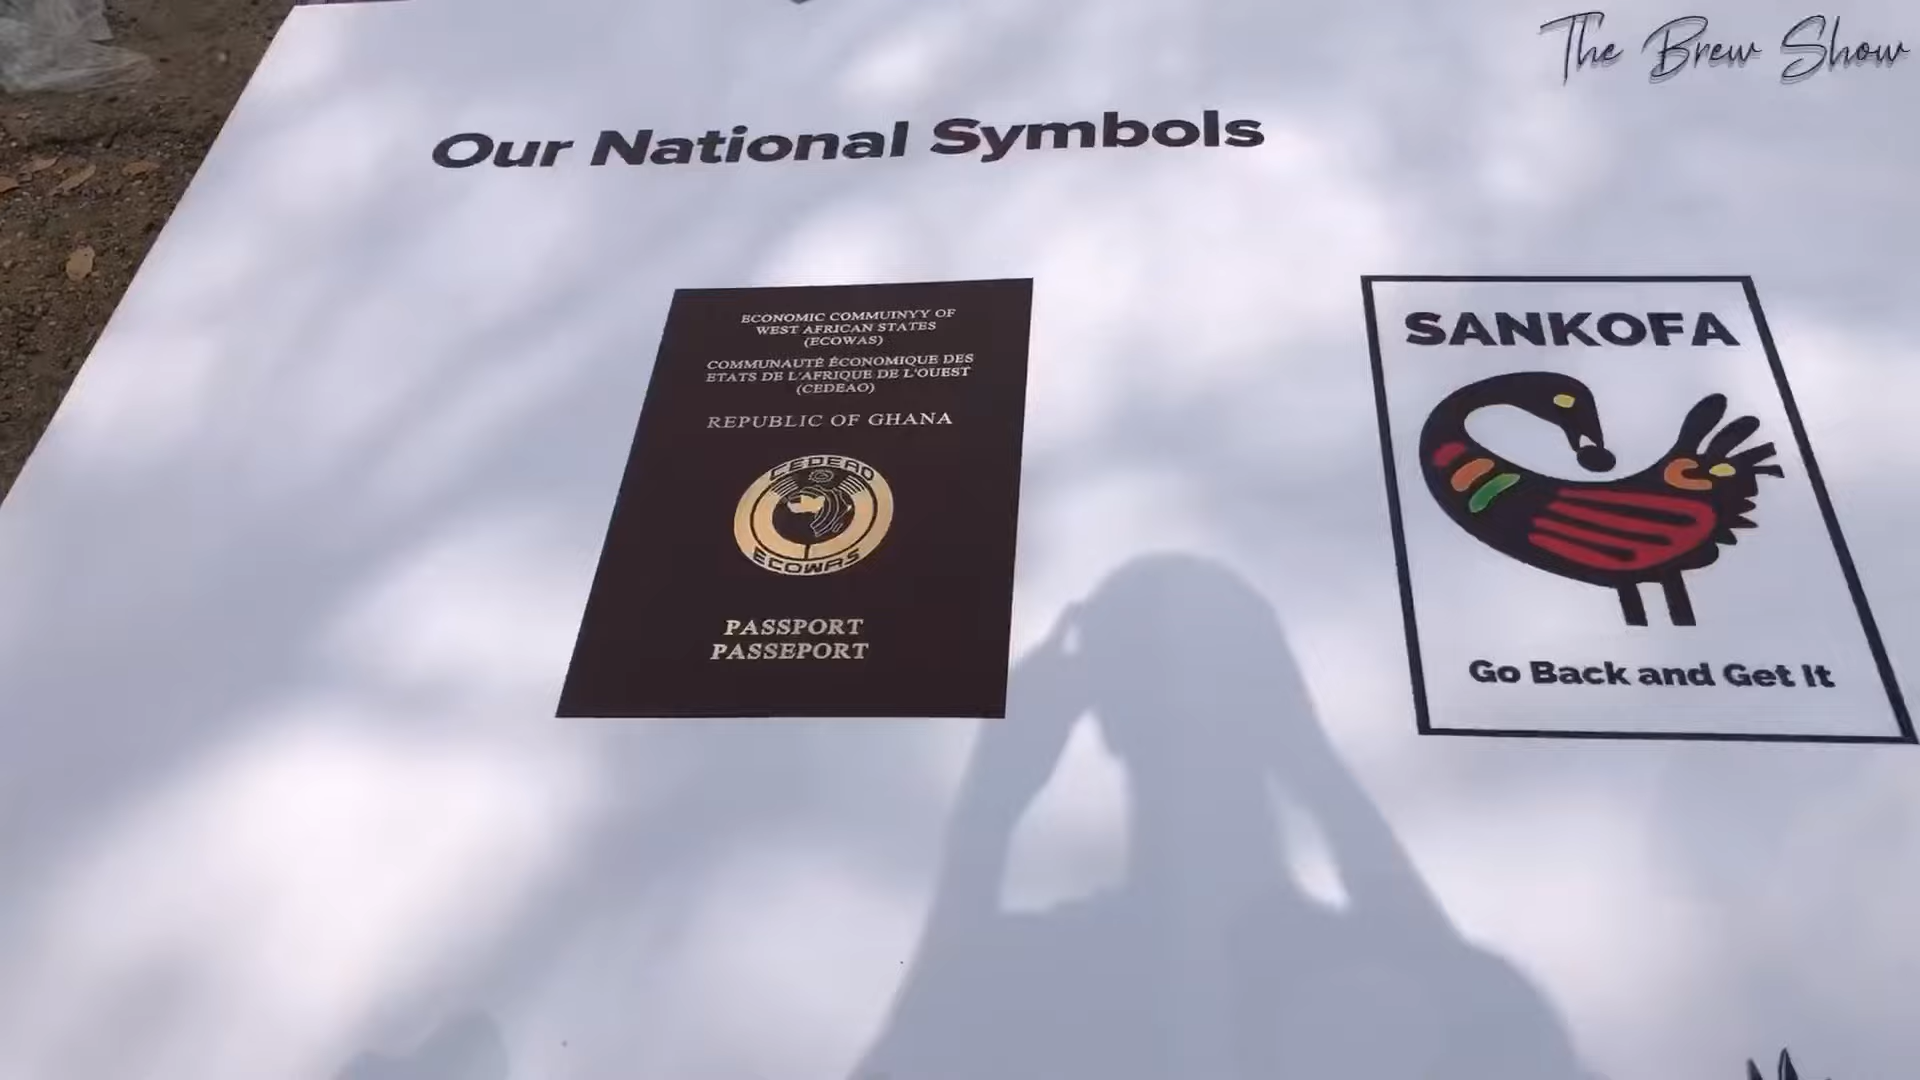 The Brew Show
Our National Symbols
ECONOMIC COMMUINYY OF
WEST AFRICAN STATES
(ECOWAS)
COMMUNAUTÉ ÉCONOMIQUE DES
ETATS DE L'AFRIQUE DE L'OUEST
(CEDEAO)
REPUBLIC OF GHANA
CEDEAO
ECOWAS
PASSPORT
PASSEPORT
SANKOFA
Go Back and Get It